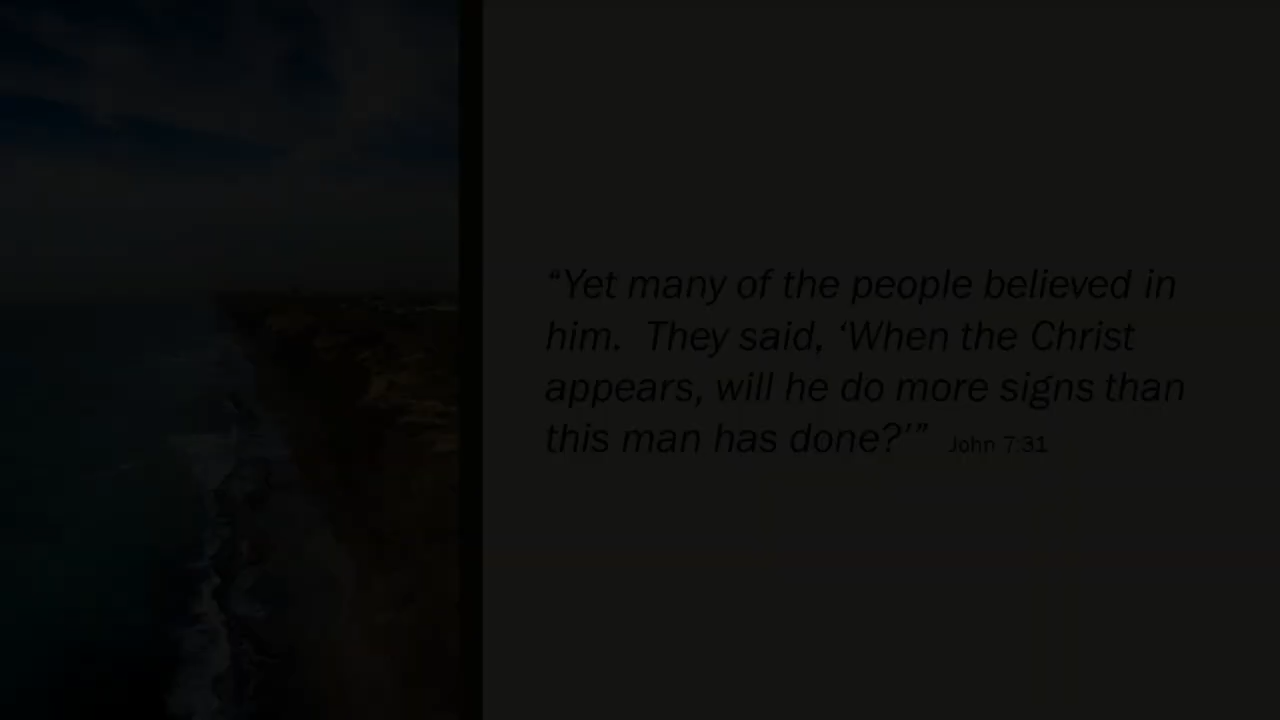 “Yet many of the people believed in
him.  They said, ‘When the Christ
appears, will he do more signs than
this man has done?’” John 7:31